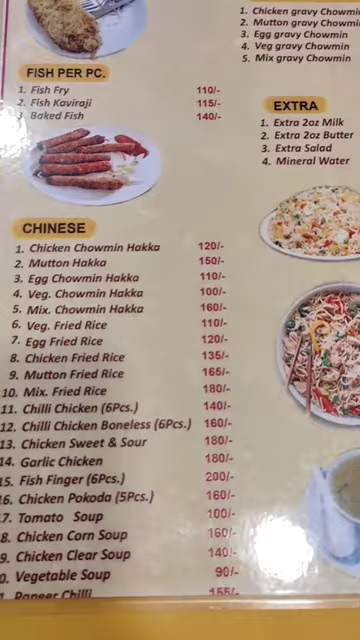 1. Chicken gravy Chowmin
2. Mutton gravy Chowmin
3. Egg gravy Chowmin
4. Veg gravy Chowmin
5. Mix gravy Chowmin
FISH PER PC.
1. Fish Fry 110/-
2. Fish Kaviraji 115/-
3. Baked Fish 140/-
EXTRA
1. Extra 2oz Milk
2. Extra 2oz Butter
3. Extra Salad
4. Mineral Water
CHINESE
1. Chicken Chowmin Hakka 120/-
2. Mutton Hakka 150/-
3. Egg Chowmin Hakka 110/-
4. Veg. Chowmin Hakka 100/-
5. Mix. Chowmin Hakka 160/-
6. Veg. Fried Rice 110/-
7. Egg Fried Rice 120/-
8. Chicken Fried Rice 135/-
9. Mutton Fried Rice 165/-
10. Mix. Fried Rice 180/-
11. Chilli Chicken (6Pcs.) 140/-
12. Chilli Chicken Boneless (6Pcs.) 160/-
13. Chicken Sweet & Sour 180/-
14. Garlic Chicken 180/-
15. Fish Finger (6Pcs.) 200/-
16. Chicken Pokoda (5Pcs.) 160/-
7. Tomato Soup 100/-
8. Chicken Corn Soup 160/-
9. Chicken Clear Soup 140/-
0. Vegetable Soup 90/-
Paneer Chilli 155/-